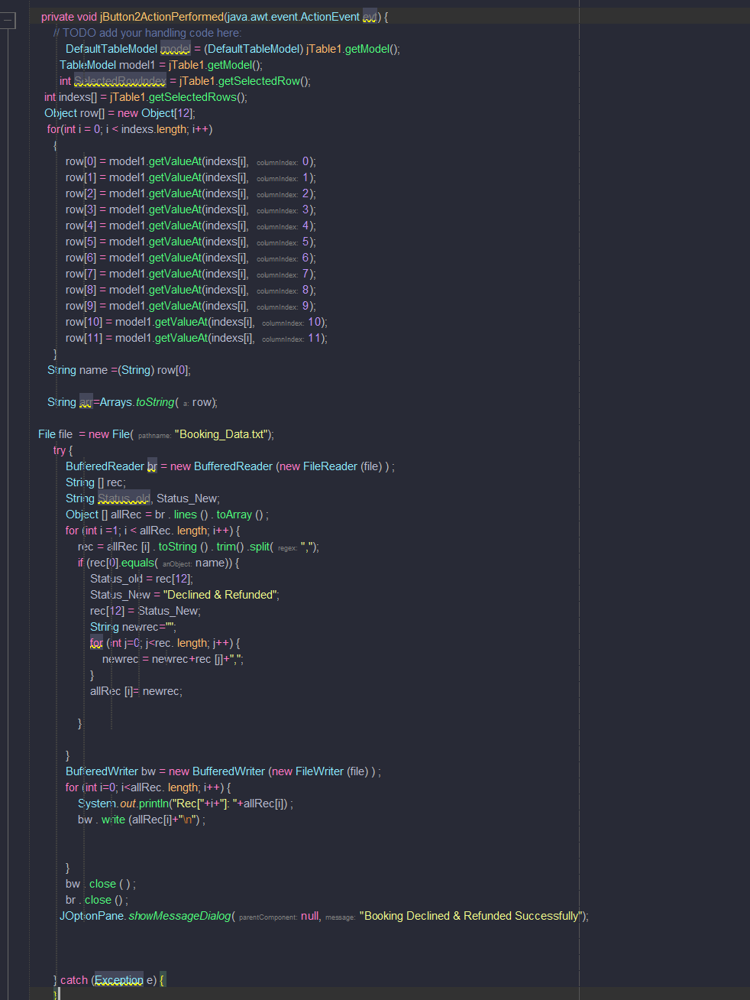 private void jButton2ActionPerformed(java.awt.event.ActionEvent evt) {
// TODO add your handling code here:
DefaultTableModel model = (DefaultTableModel) jTable1.getModel();
TableModel model1 = jTable1.getModel();
int SelectedRowIndex = jTable1.getSelectedRow();
int indexs[] = jTable1.getSelectedRows();
Object row[] = new Object[12];
for(int i = 0; i < indexs.length; i++)
{
row[0] = model1.getValueAt(indexs[i], columnIndex: 0);
row[1] = model1.getValueAt(indexs[i], columnIndex: 1);
row[2] = model1.getValueAt(indexs[i], columnIndex: 2);
row[3] = model1.getValueAt(indexs[i], columnIndex: 3);
row[4] = model1.getValueAt(indexs[i], columnIndex: 4);
row[5] = model1.getValueAt(indexs[i], columnIndex: 5);
row[6] = model1.getValueAt(indexs[i], columnIndex: 6);
row[7] = model1.getValueAt(indexs[i], columnIndex: 7);
row[8] = model1.getValueAt(indexs[i], columnIndex: 8);
row[9] = model1.getValueAt(indexs[i], columnIndex: 9);
row[10] = model1.getValueAt(indexs[i], columnIndex: 10);
row[11] = model1.getValueAt(indexs[i], columnIndex: 11);
}
String name =(String) row[0];
String arr=Arrays.toString( a: row);
File file = new File( pathname: "Booking_Data.txt");
try {
BufferedReader br = new BufferedReader (new FileReader (file) ) ;
String [] rec;
String Status_old, Status_New;
Object [] allRec = br . lines () . toArray () ;
for (int i =1; i < allRec. length; i++) {
rec = allRec [i] . toString () . trim() .split( regex: ",");
if (rec[0].equals( anObject: name)) {
Status_old = rec[12];
Status_New = "Declined & Refunded";
rec[12] = Status_New;
String newrec="";
for (int j=0; j<rec. length; j++) {
newrec = newrec+rec [j]+",";
}
allRec [i]= newrec;
}
}
BufferedWriter bw = new BufferedWriter (new FileWriter (file) ) ;
for (int i=0; i<allRec. length; i++) {
System.out.println("Rec["+i+"]: "+allRec[i]) ;
bw . write (allRec[i]+"\n") ;
}
bw . close ( ) ;
br . close () ;
JOptionPane.showMessageDialog( parentComponent: null, message: "Booking Declined & Refunded Successfully");
} catch (Exception e) {
}